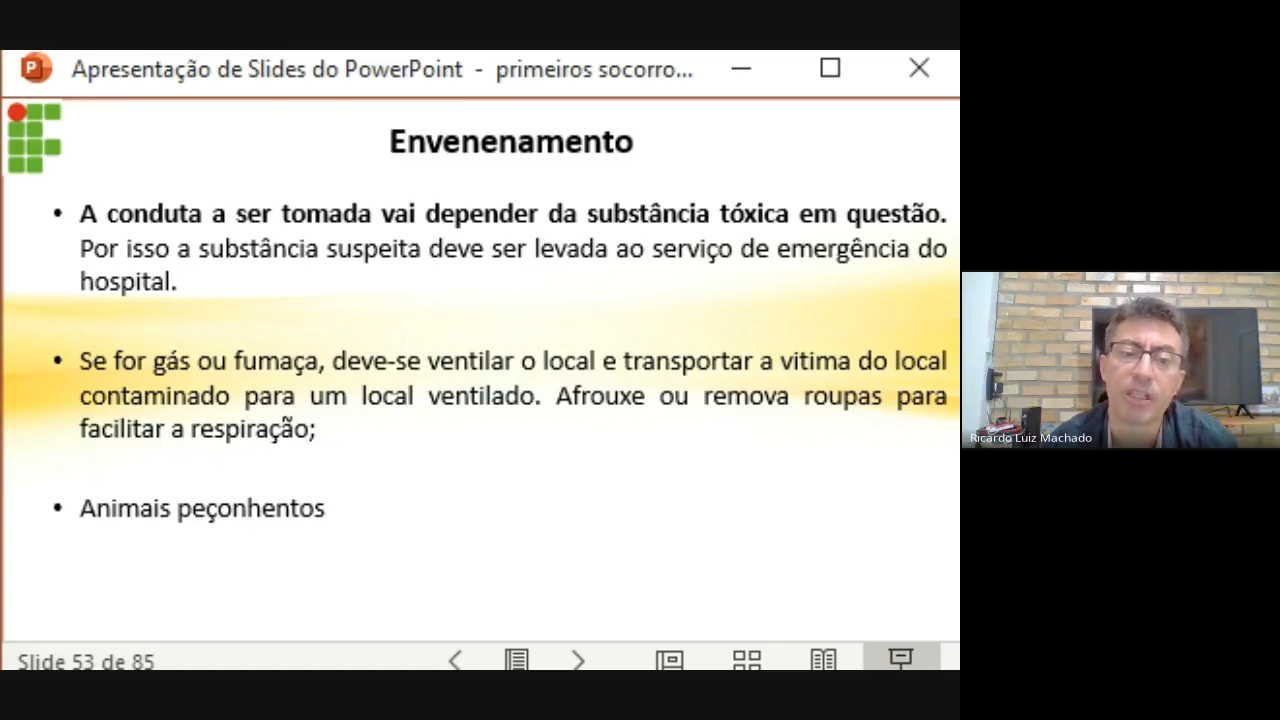 Apresentação de Slides do PowerPoint - primeiros socorro...
Envenenamento
• A conduta a ser tomada vai depender da substância tóxica em questão.
Por isso a substância suspeita deve ser levada ao serviço de emergência do
hospital.
• Se for gás ou fumaça, deve-se ventilar o local e transportar a vitima do local
contaminado para um local ventilado. Afrouxe ou remova roupas para
facilitar a respiração;
• Animais peçonhentos
Slide 53 de 85
Ricardo Luiz Machado